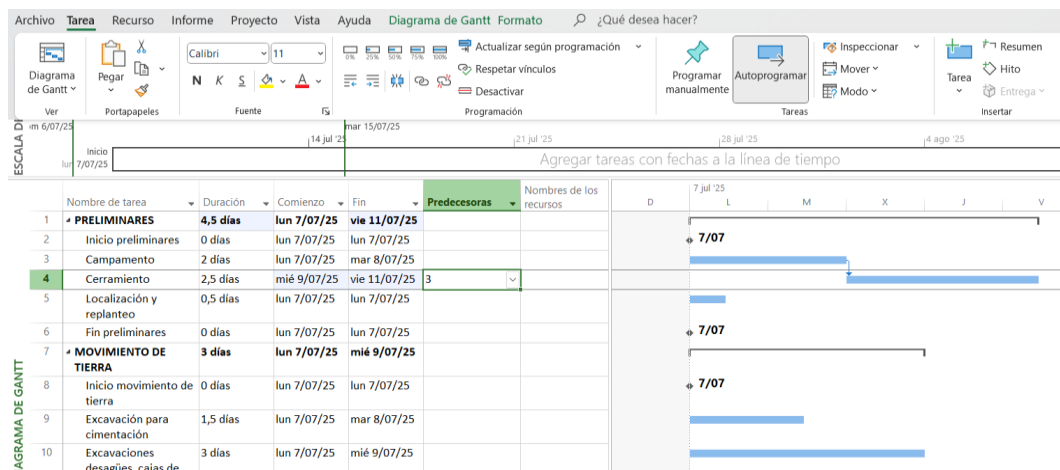 Archivo Tarea Recurso Informe Proyecto Vista Ayuda Diagrama de Gantt Formato ¿Qué desea hacer?
Diagrama
de Gantt
Ver
Pegar
Portapapeles
Calibri 11
N K S A
Fuente
0% 25% 50% 75% 100%
Actualizar según programación
Respetar vínculos
Desactivar
Programación
Programar
manualmente
Autoprogramar
Inspeccionar
Mover
Modo
Tareas
Tarea
Resumen
Hito
Entrega
Insertar
ESCALA DE
om 6/07/25 mar 15/07/25
14 jul '25 21 jul '25 28 jul '25 4 ago '25
Inicio
lun 7/07/25
Agregar tareas con fechas a la línea de tiempo
AGRAMA DE GANTT
Nombre de tarea Duración Comienzo Fin Predecesoras Nombres de los
recursos
7 jul '25
D L M X J V
1 PRELIMINARES 4,5 días lun 7/07/25 vie 11/07/25
2 Inicio preliminares 0 días lun 7/07/25 lun 7/07/25 7/07
3 Campamento 2 días lun 7/07/25 mar 8/07/25
4 Cerramiento 2,5 días mié 9/07/25 vie 11/07/25 3
5 Localización y 0,5 días lun 7/07/25 lun 7/07/25
replanteo
6 Fin preliminares 0 días lun 7/07/25 lun 7/07/25 7/07
7 MOVIMIENTO DE 3 días lun 7/07/25 mié 9/07/25
TIERRA
8 Inicio movimiento de 0 días lun 7/07/25 lun 7/07/25 7/07
tierra
9 Excavación para 1,5 días lun 7/07/25 mar 8/07/25
cimentación
10 Excavaciones 3 días lun 7/07/25 mié 9/07/25
desagües, cajas de